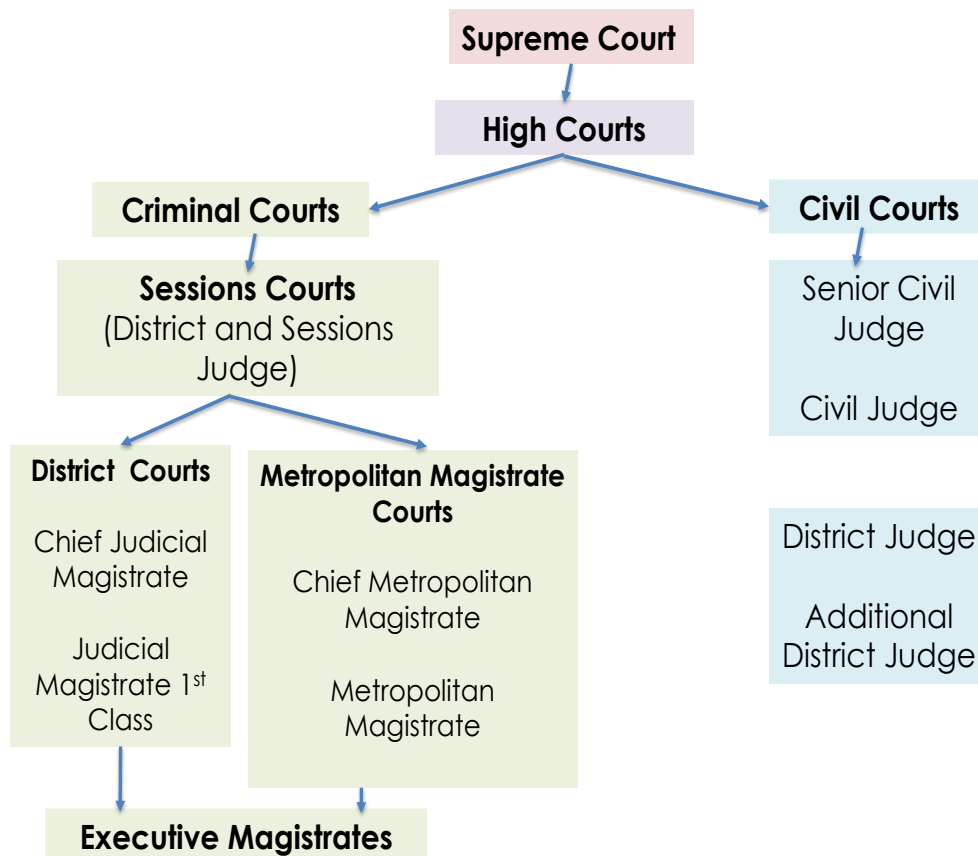 Supreme Court
High Courts
Criminal Courts
Civil Courts
Sessions Courts
(District and Sessions
Judge)
Senior Civil
Judge
Civil Judge
District Courts
Chief Judicial
Magistrate
Judicial
Magistrate 1st
Class
Metropolitan Magistrate
Courts
Chief Metropolitan
Magistrate
Metropolitan
Magistrate
District Judge
Additional
District Judge
Executive Magistrates